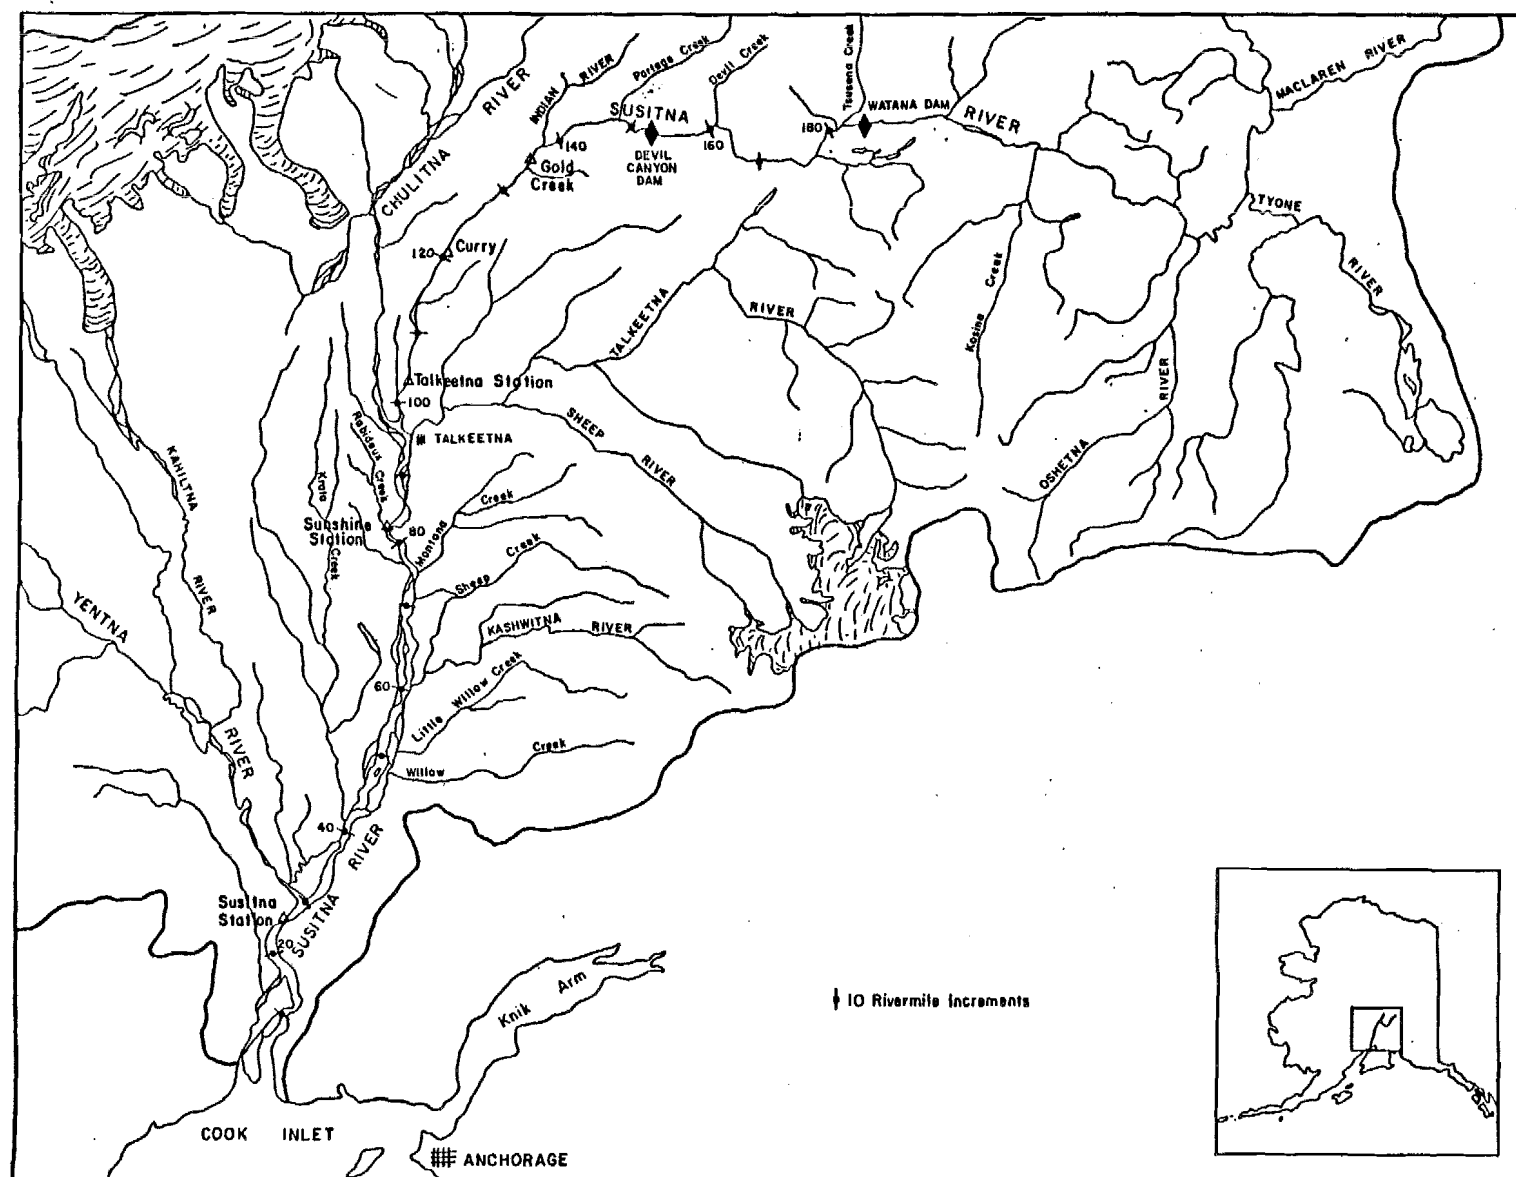 MACLAREN RIVER
INDIAN RIVER
Portage Creek
Devil Creek
Tsusena Creek
CHULITNA RIVER
SUSITNA RIVER
WATANA DAM
180
160
140
DEVIL
CANYON
DAM
Gold
Creek
TYONE RIVER
120
Curry
TALKEETNA RIVER
Kosina Creek
Talkeetna Station
100
TALKEETNA
SHEEP RIVER
OSHETNA RIVER
Rabideux Creek
KAHILTNA RIVER
Kroto Creek
Sunshine
Station
80
Montana Creek
Sheep Creek
YENTNA RIVER
KASHWITNA RIVER
60
Little Willow Creek
Willow Creek
40
SUSITNA RIVER
Susitna
Station
20
Knik Arm
10 Rivermile Increments
COOK INLET
ANCHORAGE